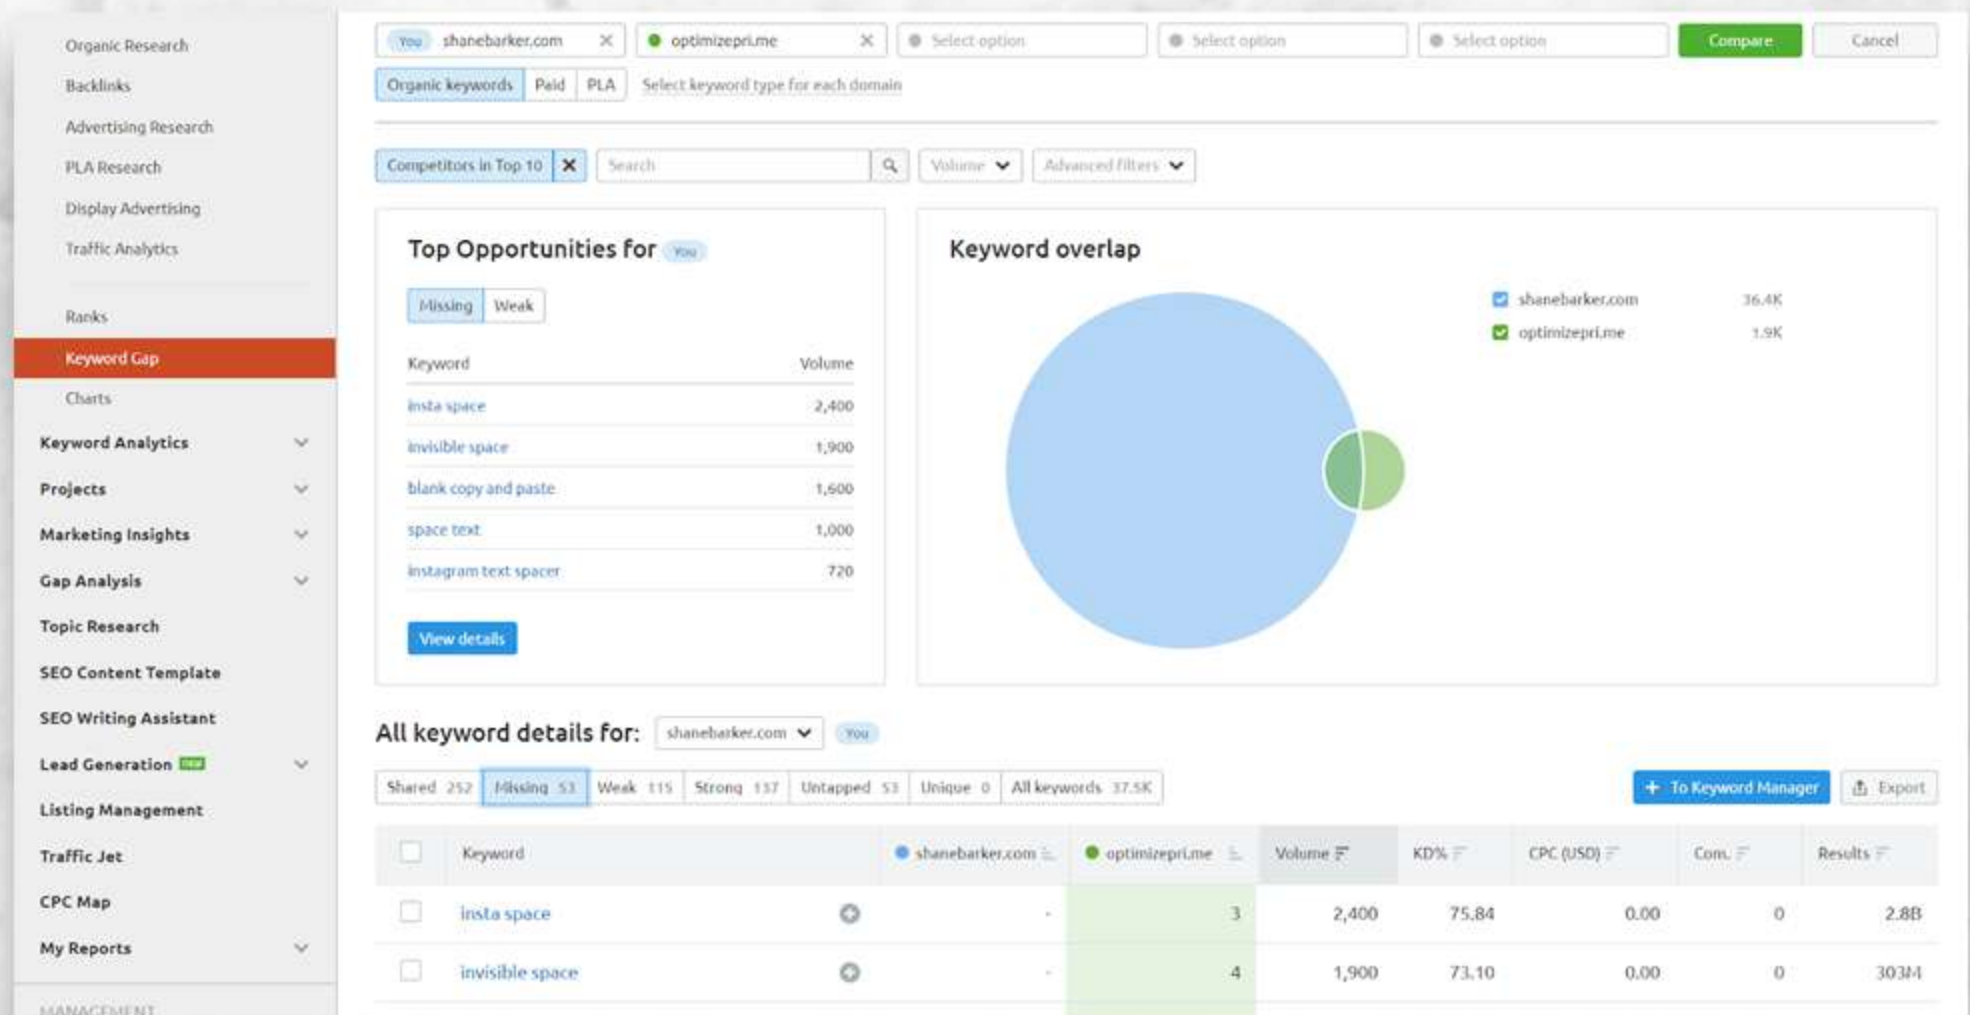 Organic Research
Backlinks
Advertising Research
PLA Research
Display Advertising
Traffic Analytics
Ranks
Keyword Gap
Charts
Keyword Analytics
Projects
Marketing Insights
Gap Analysis
Topic Research
SEO Content Template
SEO Writing Assistant
Lead Generation new
Listing Management
Traffic Jet
CPC Map
My Reports
MANAGEMENT
You shanebarker.com optimizepri.me Select option Select option Select option Compare Cancel
Organic keywords Paid PLA Select keyword type for each domain
Competitors in Top 10 Search Volume Advanced filters
Top Opportunities for You
Missing Weak
Keyword Volume
insta space 2,400
invisible space 1,900
blank copy and paste 1,600
space text 1,000
instagram text spacer 720
View details
Keyword overlap
shanebarker.com 36.4K
optimizepri.me 1.9K
All keyword details for: shanebarker.com You
Shared 252 Missing 53 Weak 115 Strong 137 Untapped 53 Unique 0 All keywords 37.5K + To Keyword Manager Export
Keyword shanebarker.com optimizepri.me Volume KD% CPC (USD) Com. Results
insta space - 3 2,400 75.84 0.00 0 2.8B
invisible space - 4 1,900 73.10 0.00 0 303M